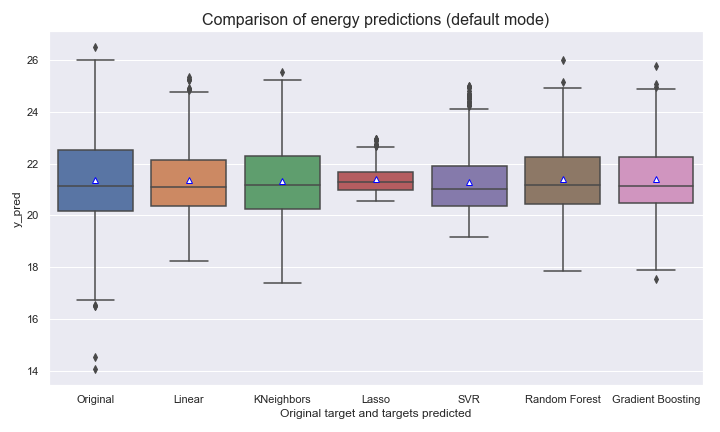 Comparison of energy predictions (default mode)
26
24
22
20
18
16
14
y_pred
Original
Linear
KNeighbors
Lasso
SVR
Random Forest
Gradient Boosting
Original target and targets predicted